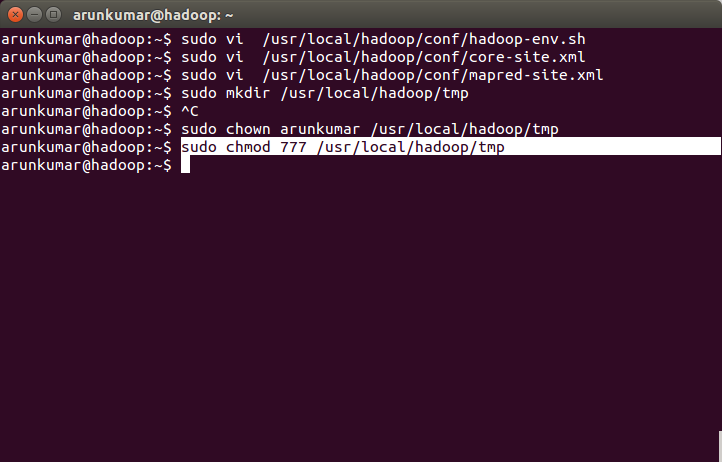 arunkumar@hadoop: ~
arunkumar@hadoop:~$ sudo vi  /usr/local/hadoop/conf/hadoop-env.sh
arunkumar@hadoop:~$ sudo vi  /usr/local/hadoop/conf/core-site.xml
arunkumar@hadoop:~$ sudo vi  /usr/local/hadoop/conf/mapred-site.xml
arunkumar@hadoop:~$ sudo mkdir /usr/local/hadoop/tmp
arunkumar@hadoop:~$ ^C
arunkumar@hadoop:~$ sudo chown arunkumar /usr/local/hadoop/tmp
arunkumar@hadoop:~$ sudo chmod 777 /usr/local/hadoop/tmp
arunkumar@hadoop:~$